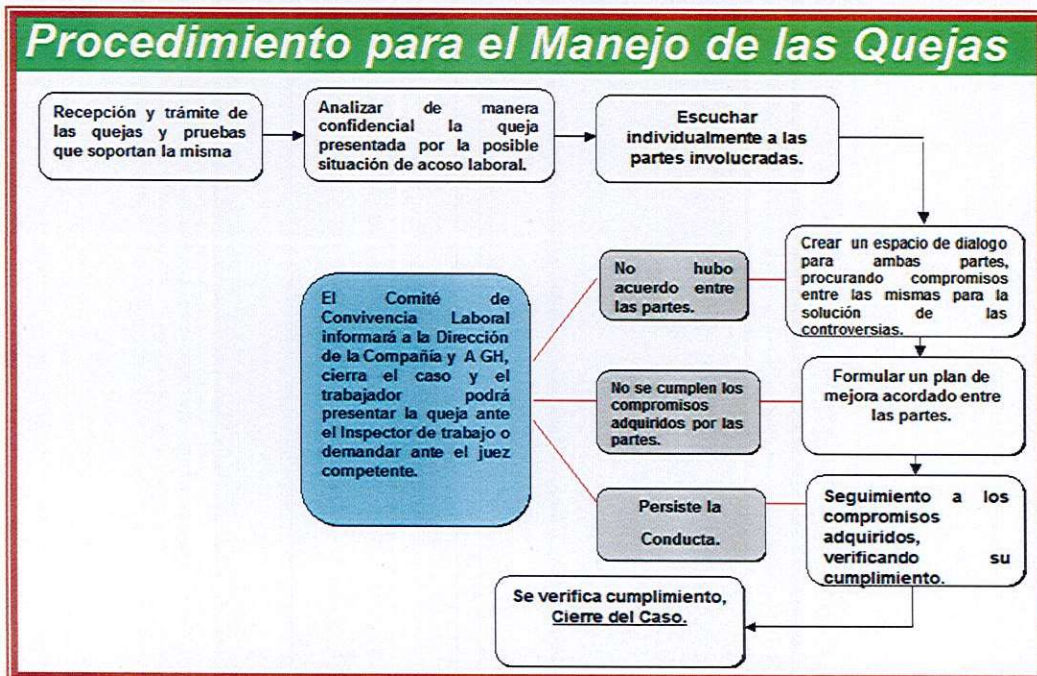 Procedimiento para el Manejo de las Quejas
Recepción y trámite de
las quejas y pruebas
que soportan la misma
Analizar de manera
confidencial la queja
presentada por la posible
situación de acoso laboral.
Escuchar
individualmente a las
partes involucradas.
Crear un espacio de dialogo
para ambas partes,
procurando compromisos
entre las mismas para la
solución de las
controversias.
No hubo
acuerdo entre
las partes.
El Comité de
Convivencia Laboral
informará a la Dirección
de la Compañía y A GH,
cierra el caso y el
trabajador podrá
presentar la queja ante
el Inspector de trabajo o
demandar ante el juez
competente.
Formular un plan de
mejora acordado entre
las partes.
No se cumplen los
compromisos
adquiridos por las
partes.
Seguimiento a los
compromisos
adquiridos,
verificando su
cumplimiento.
Persiste la
Conducta.
Se verifica cumplimiento,
Cierre del Caso.